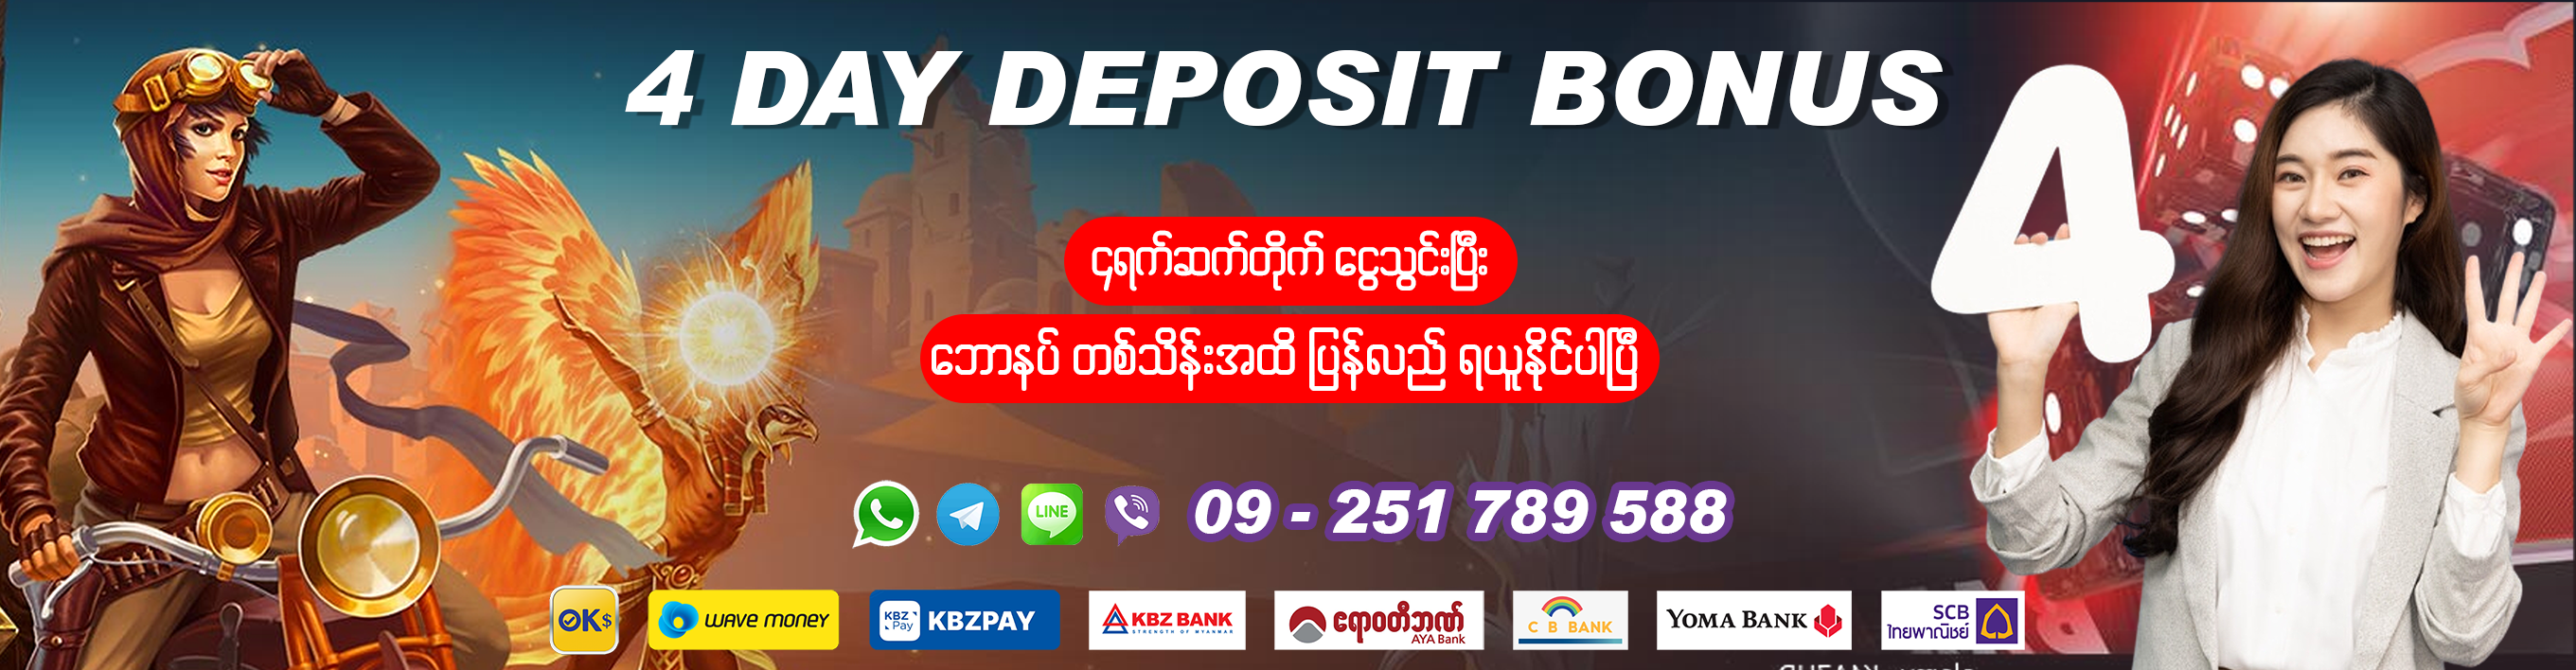 4 DAY DEPOSIT BONUS
4
၄ရက်ဆက်တိုက် ငွေသွင်းပြီး
ဘောနပ် တစ်သိန်းအထိ ပြန်လည် ရယူနိုင်ပါပြီ
LINE 09 - 251 789 588
OK$ wave money KBZ Pay KBZPAY KBZ BANK ဧရာဝတီဘဏ် CB BANK YOMA BANK SCB
STRENGTH OF MYANMAR AYA Bank ไทยพาณิชย์